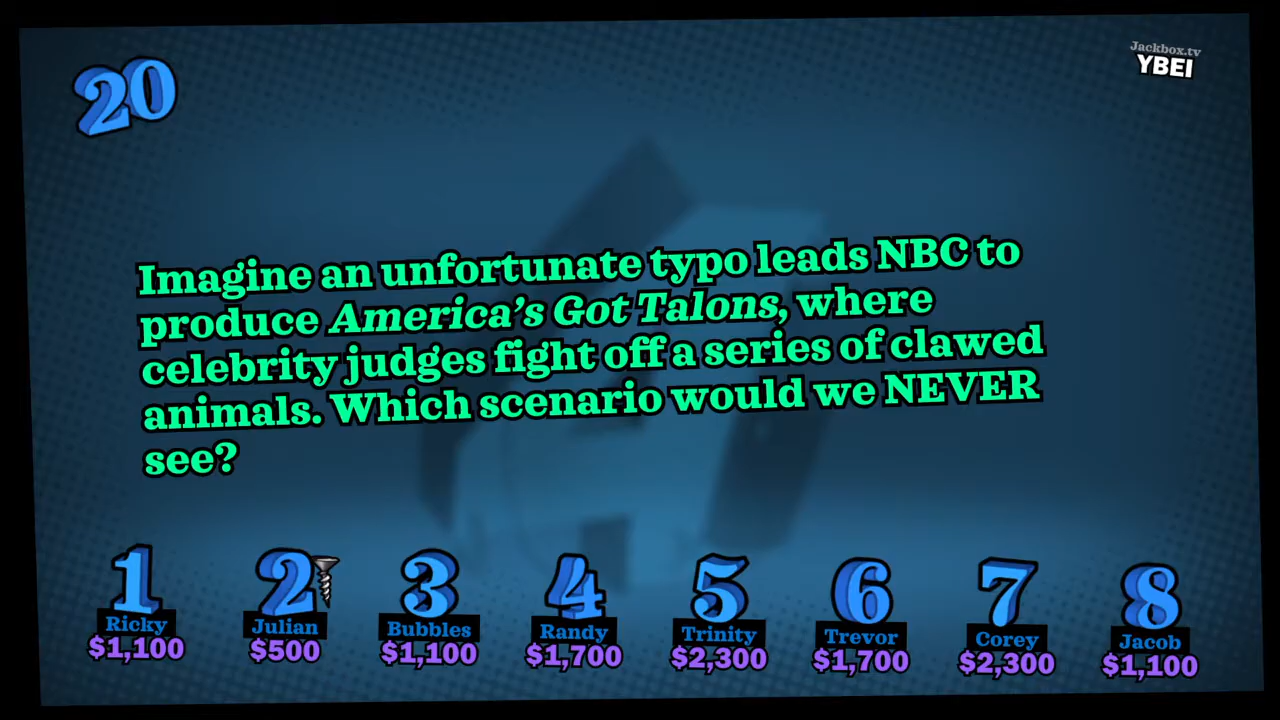 20
Jackbox.tv
YBEI
Imagine an unfortunate typo leads NBC to
produce America's Got Talons, where
celebrity judges fight off a series of clawed
animals. Which scenario would we NEVER
see?
1 2 3 4 5 6 7 8
Ricky Julian Bubbles Randy Trinity Trevor Corey Jacob
$1,100 $500 $1,100 $1,700 $2,300 $1,700 $2,300 $1,100